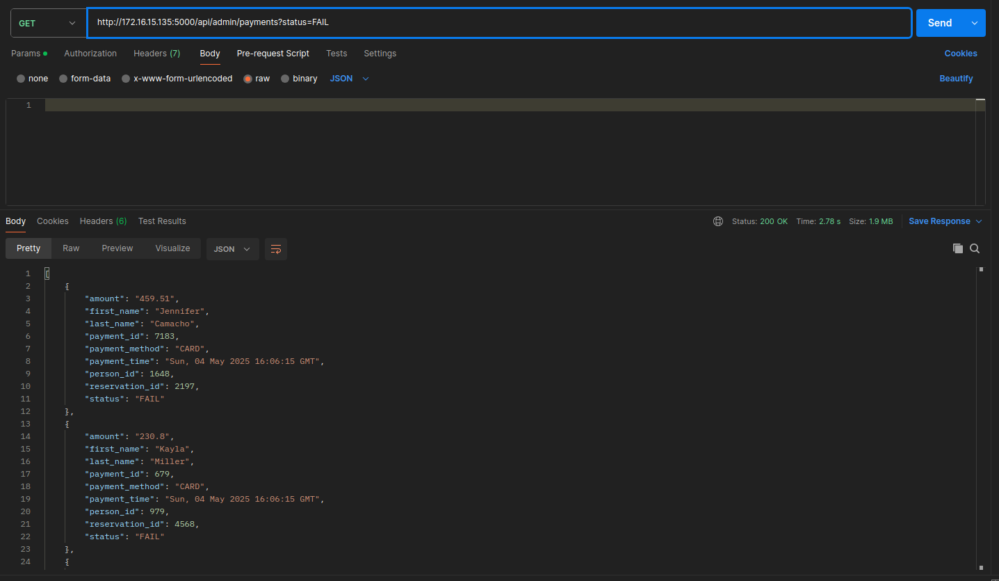 GET http://172.16.15.135:5000/api/admin/payments?status=FAIL Send
Params Authorization Headers (7) Body Pre-request Script Tests Settings Cookies
none form-data x-www-form-urlencoded raw binary JSON Beautify
1
Body Cookies Headers (6) Test Results Status: 200 OK Time: 2.78 s Size: 1.9 MB Save Response
Pretty Raw Preview Visualize JSON
1 [
2 {
3 "amount": "459.51",
4 "first_name": "Jennifer",
5 "last_name": "Camacho",
6 "payment_id": 7183,
7 "payment_method": "CARD",
8 "payment_time": "Sun, 04 May 2025 16:06:15 GMT",
9 "person_id": 1648,
10 "reservation_id": 2197,
11 "status": "FAIL"
12 },
13 {
14 "amount": "230.8",
15 "first_name": "Kayla",
16 "last_name": "Miller",
17 "payment_id": 679,
18 "payment_method": "CARD",
19 "payment_time": "Sun, 04 May 2025 16:06:15 GMT",
20 "person_id": 979,
21 "reservation_id": 4568,
22 "status": "FAIL"
23 },
24 {